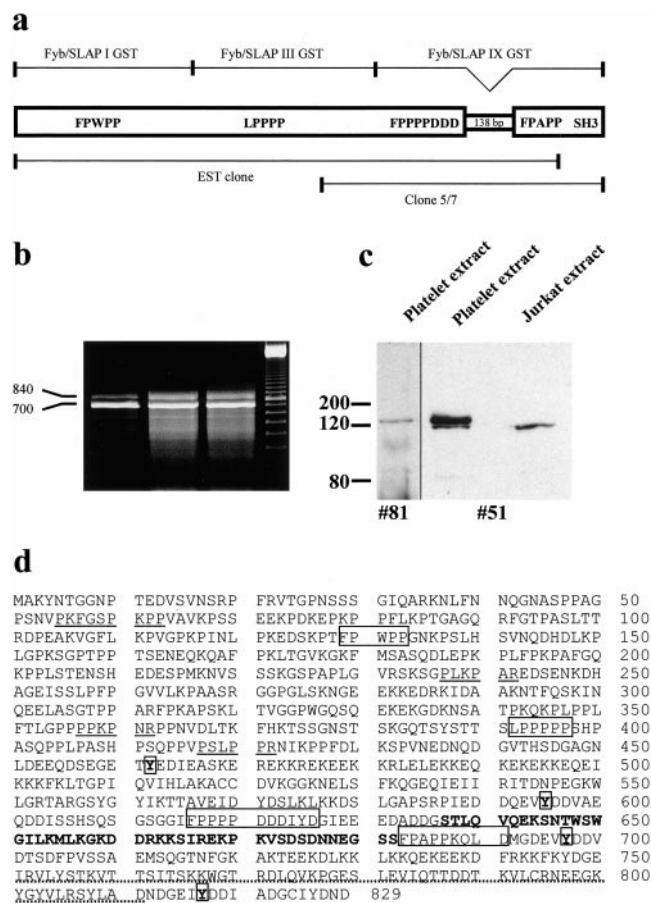 a
Fyb/SLAP I GST Fyb/SLAP III GST Fyb/SLAP IX GST
FPWPP LPPPP FPPPPDDD 138 bp FPAPP SH3
EST clone
Clone 5/7
b
840
700
c
Platelet extract Platelet extract Jurkat extract
200
120
80
#81 #51
d
MAKYNTGGNP TEDVSVNSRP FRVTGPNSSS GIQARKNLFN NQGNASPPAG 50
PSNVPKFGSP KPPVAVKPSS EEKPDKEPKP PFLKPTGAGQ RFGTPASLTT 100
RDPEAKVGFL KPVGPKPINL PKEDSKPTFP WPPGNKPSLH SVNQDHDLKP 150
LGPKSGPTPP TSENEQKQAF PKLTGVKGKF MSASQDLEPK PLFPKPAFGQ 200
KPPLSTENSH EDESPMKNVS SSKGSPAPLG VRSKSGPLKP AREDSENKDH 250
AGEISSLPFP GVVLKPAASR GGPGLSKNGE EKKEDRKIDA AKNTFQSKIN 300
QEELASGTPP ARFPKAPSKL TVGGPWGQSQ EKEKGDKNSA TPKQKPLPPL 350
FTLGPPPPKP NRPPNVDLTK FHKTSSGNST SKGQTSYSTT SLPPPPPSHP 400
ASQPPLPASH PSQPPVPSLP PRNIKPPFDL KSPVNEDNQD GVTHSDGAGN 450
LDEEQDSEGE TYEDIEASKE REKKREKEEK KRLELEKKEQ KEKEKKEQEI 500
KKKFKLTGPI QVIHLAKACC DVKGGKNELS FKQGEQIEII RITDNPEGKW 550
LGRTARGSYG YIKTTAVEID YDSLKLKKDS LGAPSRPIED DQEVYDDVAE 600
QDDISSHSQS GSGGIFPPPP DDDIYDGIEE EDADDGSTLQ VQEKSNTWSW 650
GILKMLKGKD DRKKSIREKP KVSDSDNNEG SSFPAPPKQL DMGDEVYDDV 700
DTSDFPVSSA EMSQGTNFGK AKTEEKDLKK LKKQEKEEKD FRKKFKYDGE 750
IRVLYSTKVT TSITSKKWGT RDLQVKPGES LEVIQTTDDT KVLCRNEEGK 800
YGYVLRSYLA DNDGEIYDDI ADGCIYDND 829